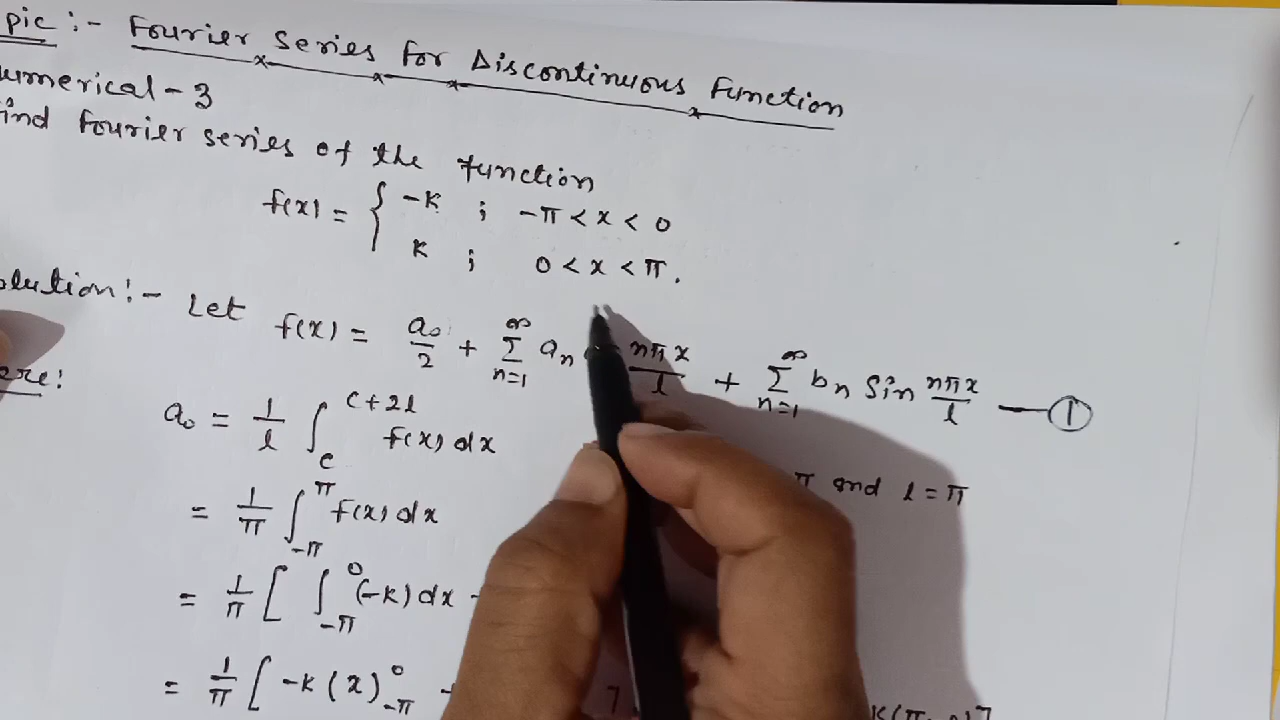 pic :- Fourier series for Discontinuous Function
umerical - 3
ind fourier series of the function
f(x) = { -k ; -π < x < 0
k ; 0 < x < π.
olution :- Let f(x) = a₀/2 + Σ_{n=1}^{∞} aₙ nπx/l + Σ_{n=1}^{∞} bₙ sin nπx/l — ①
ere :
a₀ = 1/l ∫_c^{c+2l} f(x) dx
π and l = π
= 1/π ∫_{-π}^{π} f(x) dx
= 1/π [ ∫_{-π}^{0} (-k) dx
= 1/π [ -k (x)_{-π}^{0}